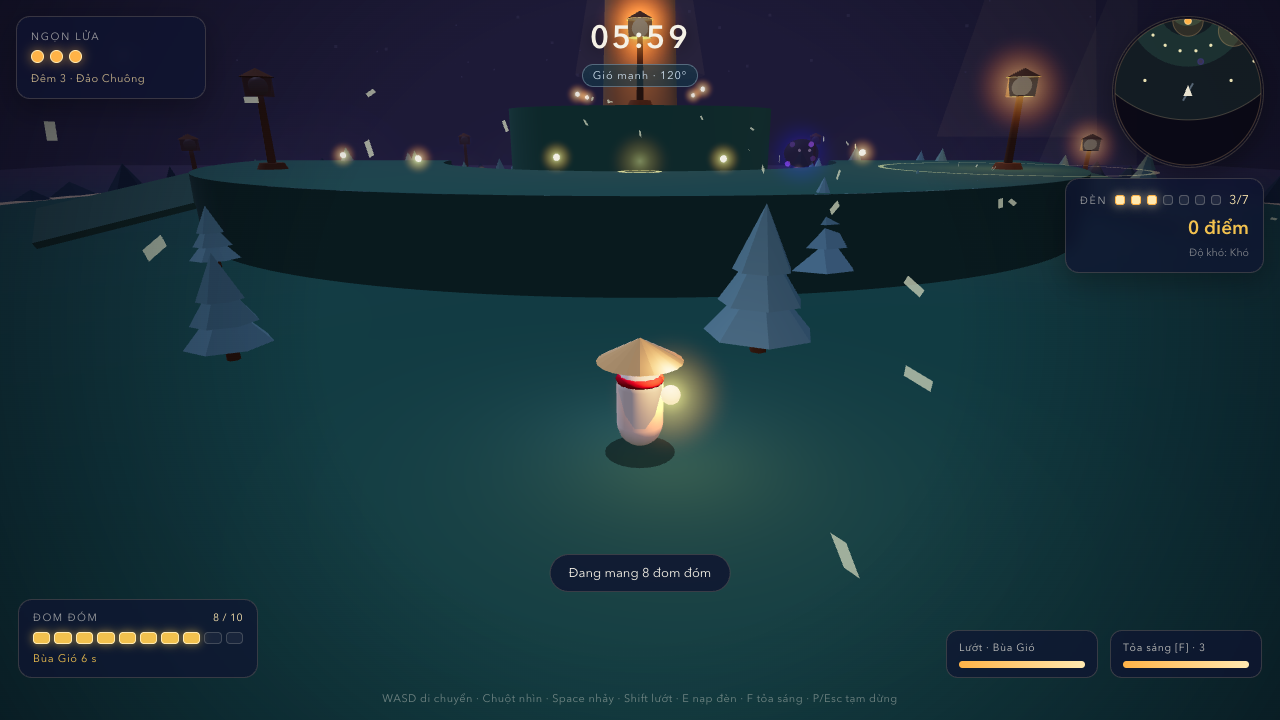 NGỌN LỬA
Đêm 3 · Đảo Chuông
05:59
Gió mạnh · 120°
ĐÈN 3/7
0 điểm
Độ khó: Khó
Đang mang 8 đom đóm
ĐOM ĐÓM 8 / 10
Bùa Gió 6 s
Lướt · Bùa Gió
Tỏa sáng [F] · 3
WASD di chuyển · Chuột nhìn · Space nhảy · Shift lướt · E nạp đèn · F tỏa sáng · P/Esc tạm dừng